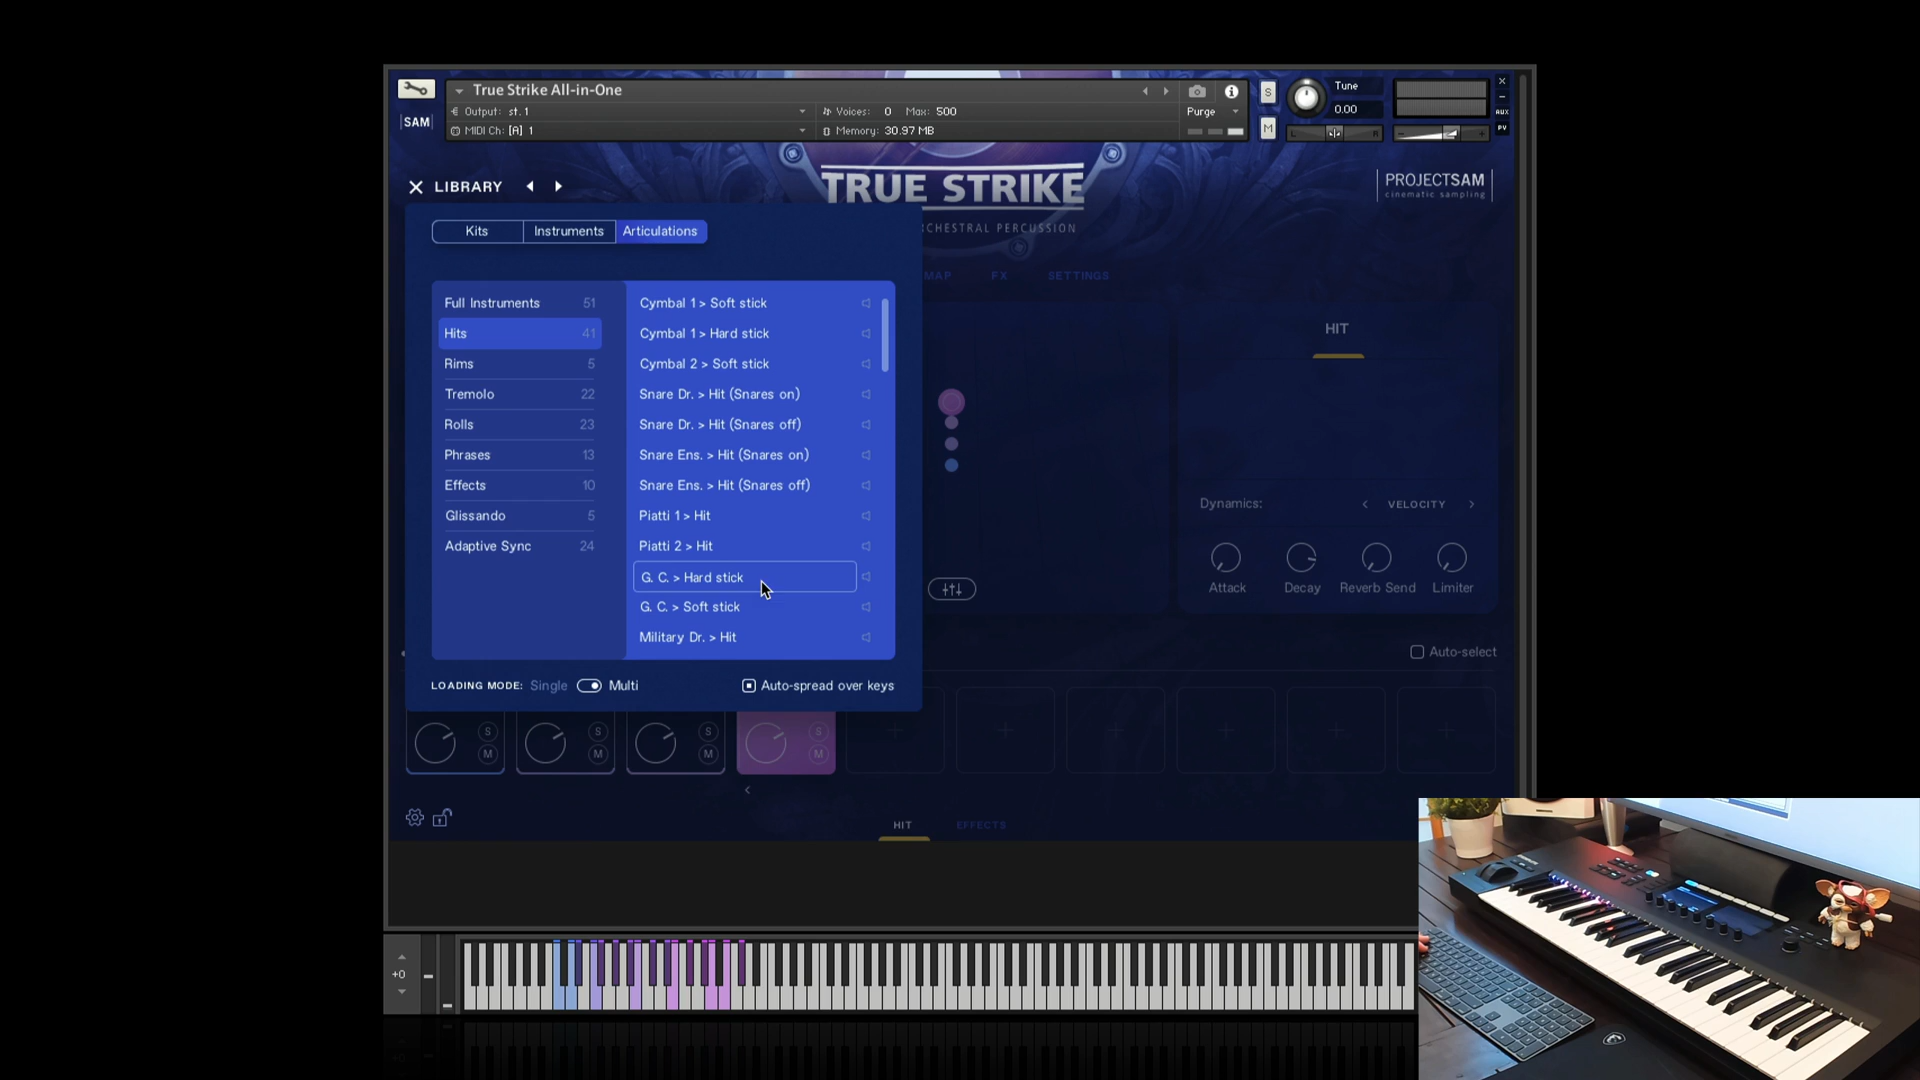 True Strike All-in-One
Output: st.1
Voices: 0 Max: 500
MIDI Ch: [A] 1
Memory: 30.97 MB
Purge
S
M
Tune
0.00
L R
- +
AUX
PV
|SAM|
LIBRARY
TRUE STRIKE
PROJECTSAM
cinematic sampling
CHESTRAL PERCUSSION
Kits Instruments Articulations
MAP FX SETTINGS
Full Instruments 51
Hits 41
Rims 5
Tremolo 22
Rolls 23
Phrases 13
Effects 10
Glissando 5
Adaptive Sync 24
Cymbal 1 > Soft stick
Cymbal 1 > Hard stick
Cymbal 2 > Soft stick
Snare Dr. > Hit (Snares on)
Snare Dr. > Hit (Snares off)
Snare Ens. > Hit (Snares on)
Snare Ens. > Hit (Snares off)
Piatti 1 > Hit
Piatti 2 > Hit
G. C. > Hard stick
G. C. > Soft stick
Military Dr. > Hit
HIT
Dynamics: < VELOCITY >
Attack Decay Reverb Send Limiter
Auto-select
LOADING MODE: Single Multi
Auto-spread over keys
S S S S
M M M M
HIT EFFECTS
+0